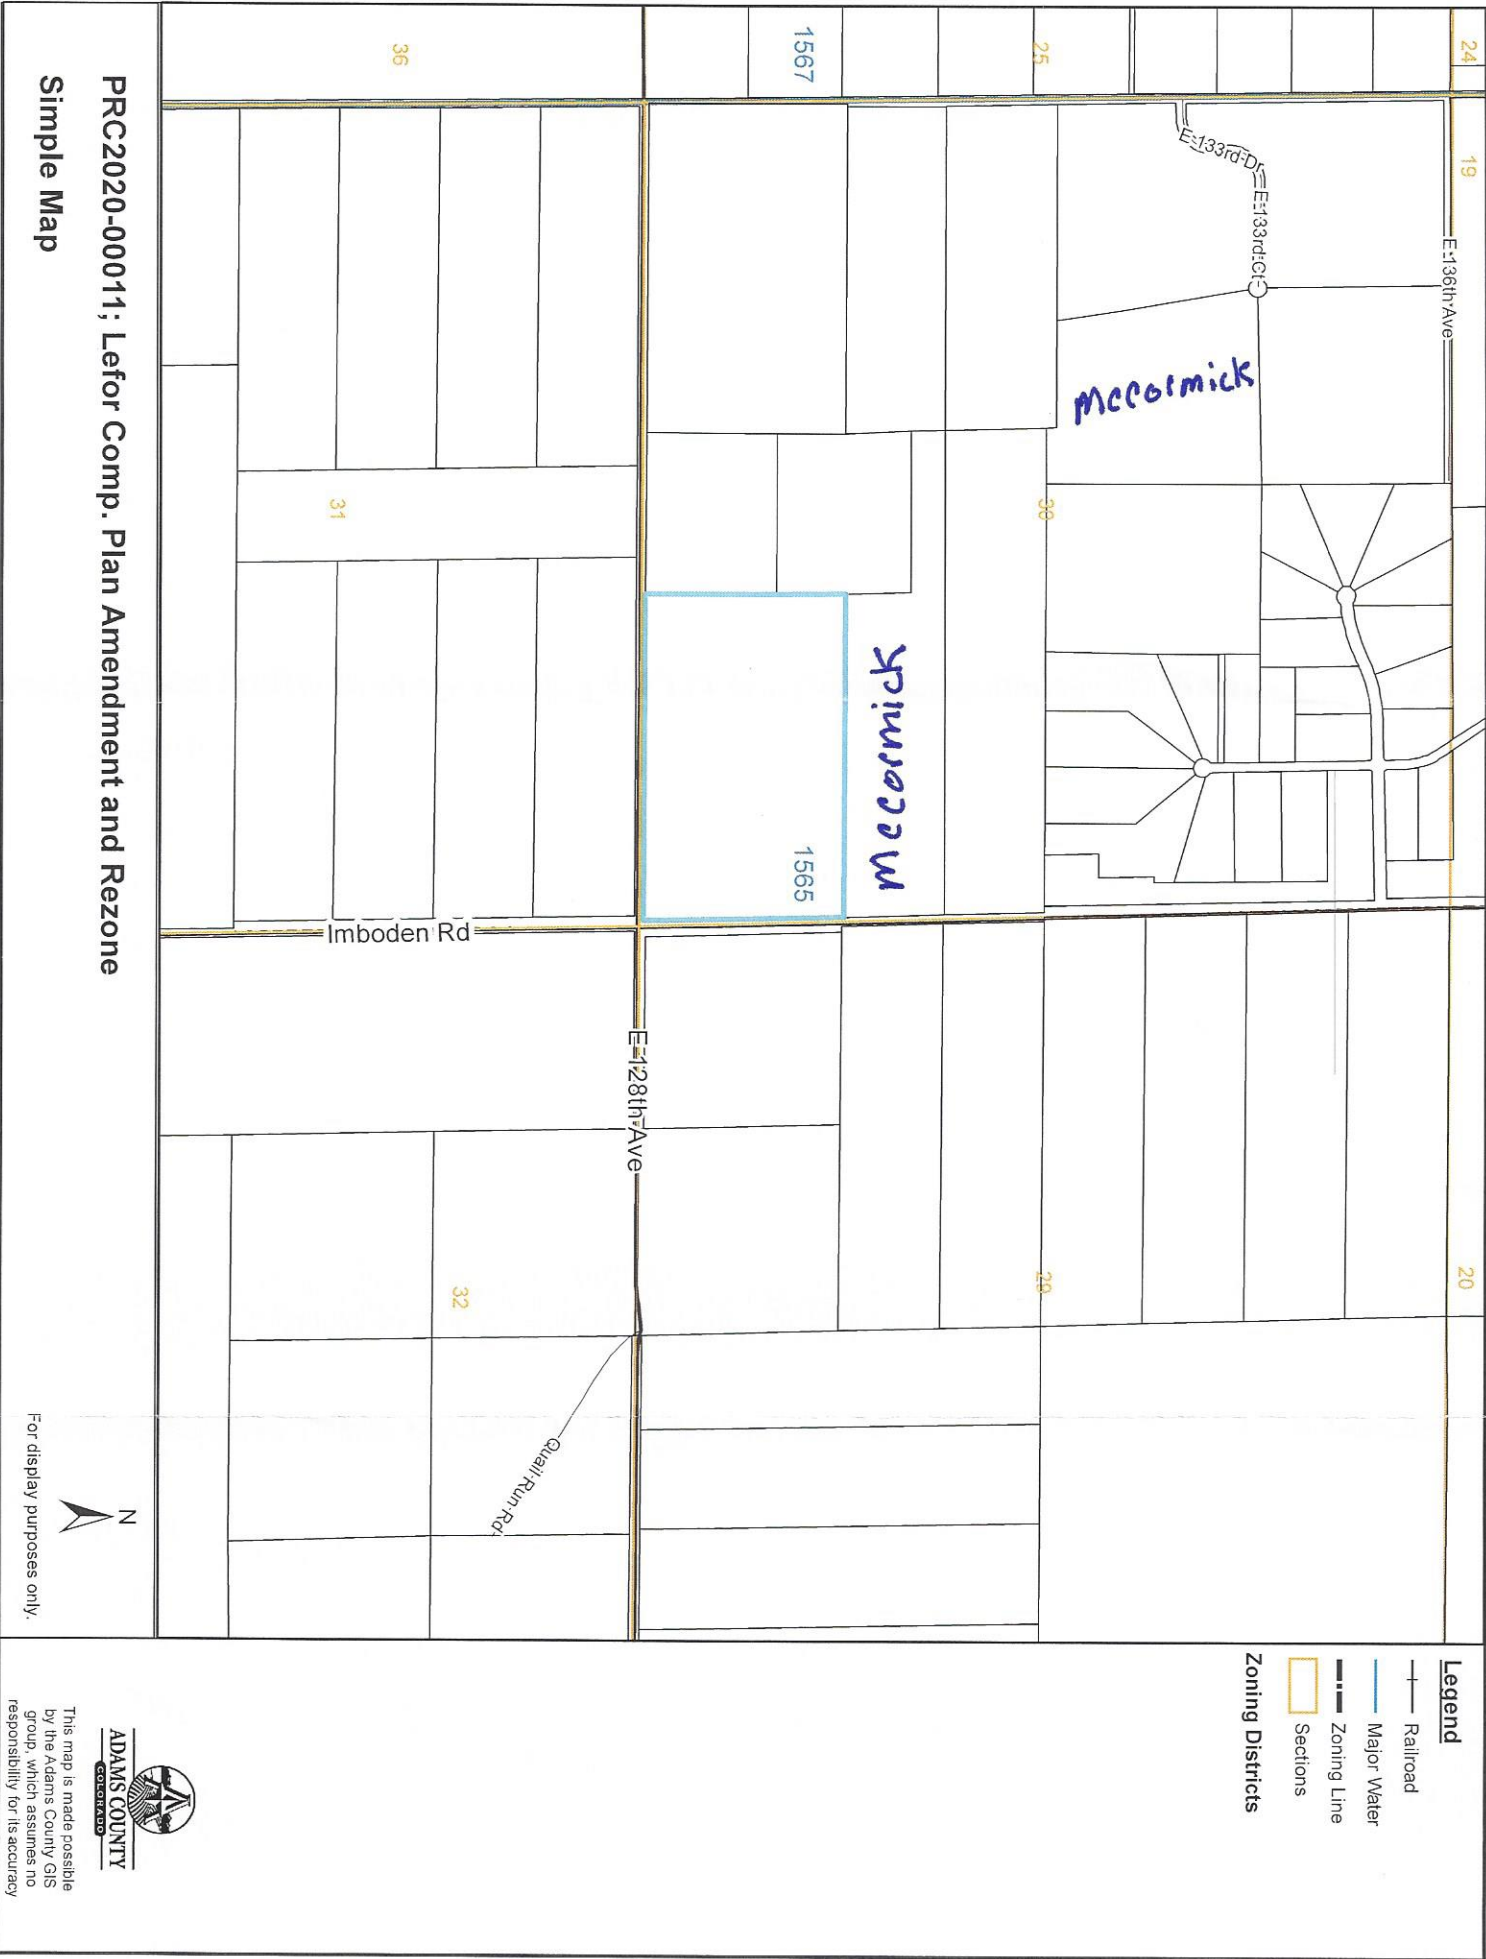 24
19
20
E 136th Ave
E 133rd Dr
E 133rd Ct
mccormick
25
30
29
1567
1565
mccormick
E 128th Ave
36
31
Imboden Rd
32
Quail Run Rd
PRC2020-00011; Lefor Comp. Plan Amendment and Rezone
Simple Map
N
For display purposes only.
Legend
Railroad
Major Water
Zoning Line
Sections
Zoning Districts
ADAMS COUNTY
COLORADO
This map is made possible
by the Adams County GIS
group, which assumes no
responsibility for its accuracy